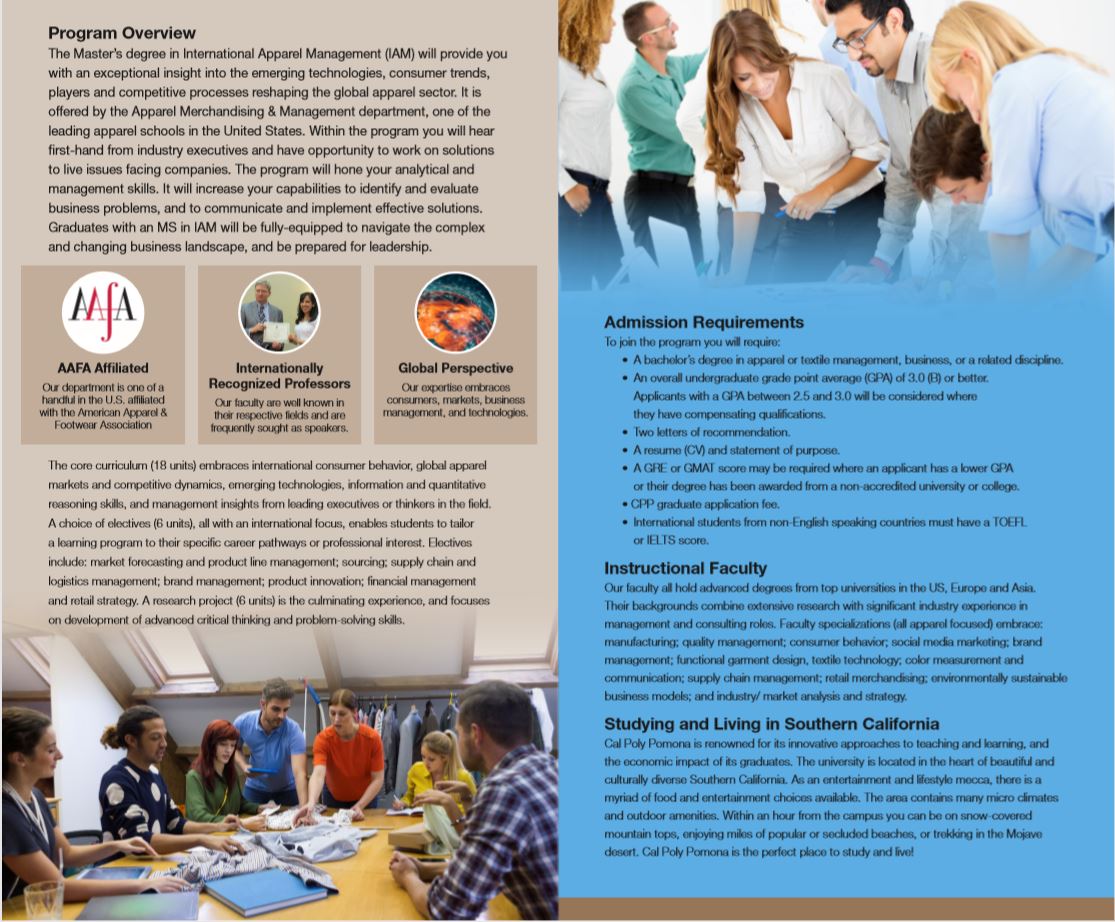 Program Overview
The Master's degree in International Apparel Management (IAM) will provide you
with an exceptional insight into the emerging technologies, consumer trends,
players and competitive processes reshaping the global apparel sector. It is
offered by the Apparel Merchandising & Management department, one of the
leading apparel schools in the United States. Within the program you will hear
first-hand from industry executives and have opportunity to work on solutions
to live issues facing companies. The program will hone your analytical and
management skills. It will increase your capabilities to identify and evaluate
business problems, and to communicate and implement effective solutions.
Graduates with an MS in IAM will be fully-equipped to navigate the complex
and changing business landscape, and be prepared for leadership.
AAFA
AAFA Affiliated
Our department is one of a
handful in the U.S. affiliated
with the American Apparel &
Footwear Association
Internationally
Recognized Professors
Our faculty are well known in
their respective fields and are
frequently sought as speakers.
Global Perspective
Our expertise embraces
consumers, markets, business
management, and technologies.
The core curriculum (18 units) embraces international consumer behavior, global apparel
markets and competitive dynamics, emerging technologies, information and quantitative
reasoning skills, and management insights from leading executives or thinkers in the field.
A choice of electives (6 units), all with an international focus, enables students to tailor
a learning program to their specific career pathways or professional interest. Electives
include: market forecasting and product line management; sourcing; supply chain and
logistics management; brand management; product innovation; financial management
and retail strategy. A research project (6 units) is the culminating experience, and focuses
on development of advanced critical thinking and problem-solving skills.
Admission Requirements
To join the program you will require:
• A bachelor's degree in apparel or textile management, business, or a related discipline.
• An overall undergraduate grade point average (GPA) of 3.0 (B) or better.
Applicants with a GPA between 2.5 and 3.0 will be considered where
they have compensating qualifications.
• Two letters of recommendation.
• A resume (CV) and statement of purpose.
• A GRE or GMAT score may be required where an applicant has a lower GPA
or their degree has been awarded from a non-accredited university or college.
• CPP graduate application fee.
• International students from non-English speaking countries must have a TOEFL
or IELTS score.
Instructional Faculty
Our faculty all hold advanced degrees from top universities in the US, Europe and Asia.
Their backgrounds combine extensive research with significant industry experience in
management and consulting roles. Faculty specializations (all apparel focused) embrace:
manufacturing; quality management; consumer behavior; social media marketing; brand
management; functional garment design, textile technology; color measurement and
communication; supply chain management; retail merchandising; environmentally sustainable
business models; and industry/ market analysis and strategy.
Studying and Living in Southern California
Cal Poly Pomona is renowned for its innovative approaches to teaching and learning, and
the economic impact of its graduates. The university is located in the heart of beautiful and
culturally diverse Southern California. As an entertainment and lifestyle mecca, there is a
myriad of food and entertainment choices available. The area contains many micro climates
and outdoor amenities. Within an hour from the campus you can be on snow-covered
mountain tops, enjoying miles of popular or secluded beaches, or trekking in the Mojave
desert. Cal Poly Pomona is the perfect place to study and live!